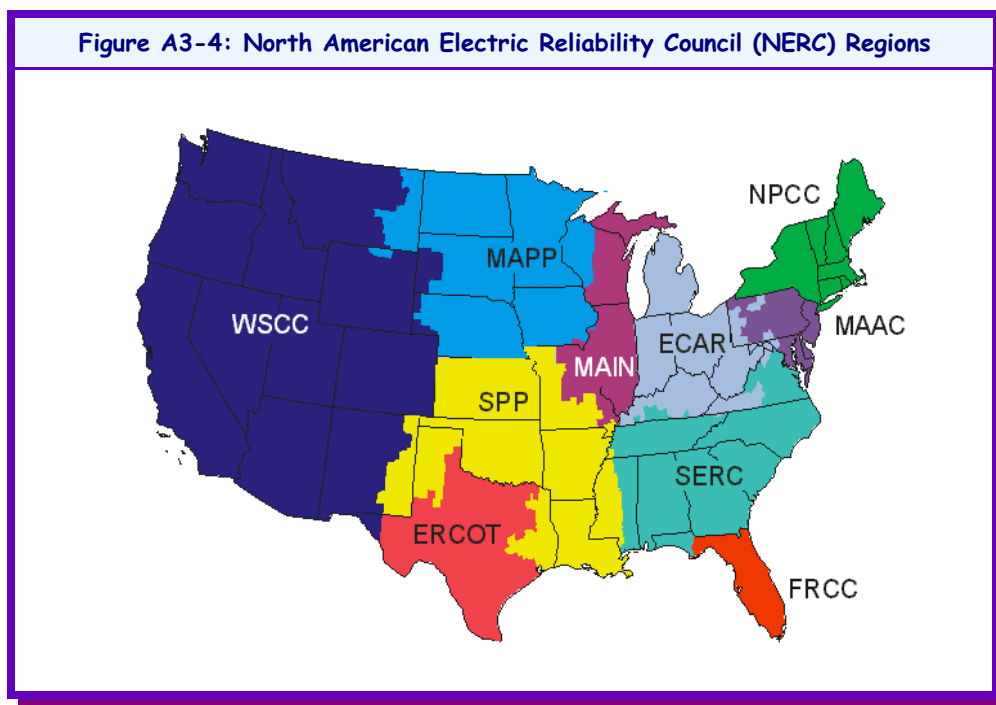 Figure A3-4: North American Electric Reliability Council (NERC) Regions
NPCC
MAPP
WSCC
MAAC
ECAR
MAIN
SPP
SERC
ERCOT
FRCC